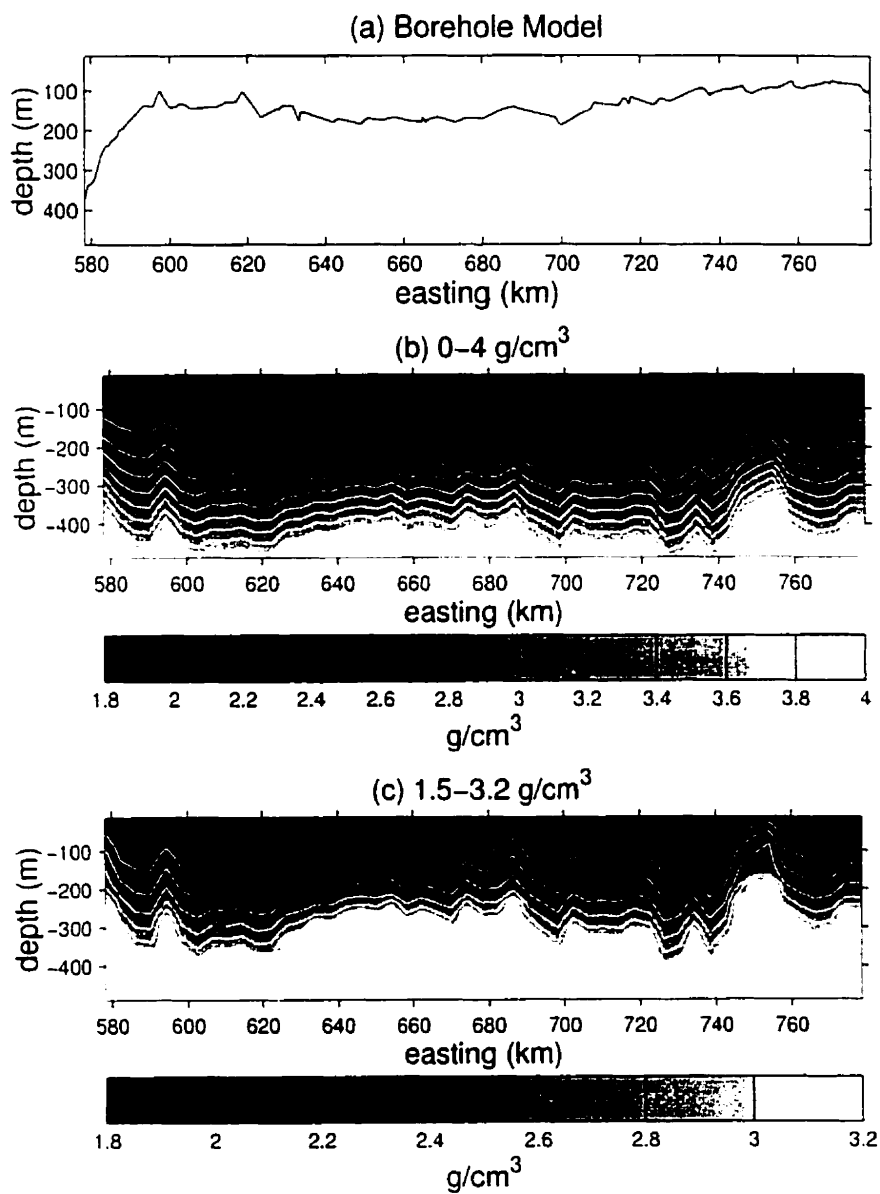 (a) Borehole Model
depth (m)
100
200
300
400
580 600 620 640 660 680 700 720 740 760
easting (km)
(b) 0–4 g/cm³
depth (m)
-100
-200
-300
-400
580 600 620 640 660 680 700 720 740 760
easting (km)
1.8 2 2.2 2.4 2.6 2.8 3 3.2 3.4 3.6 3.8 4
g/cm³
(c) 1.5–3.2 g/cm³
depth (m)
-100
-200
-300
-400
580 600 620 640 660 680 700 720 740 760
easting (km)
1.8 2 2.2 2.4 2.6 2.8 3 3.2
g/cm³